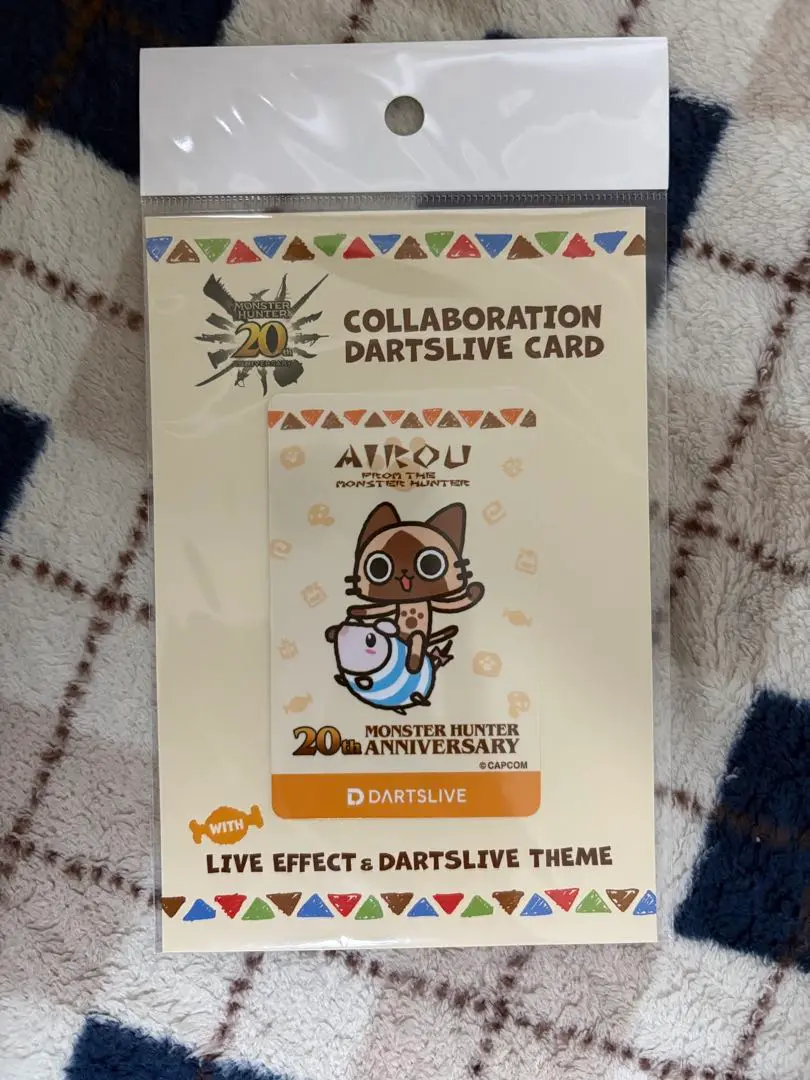 MONSTER
HUNTER
20th
ANNIVERSARY
COLLABORATION
DARTSLIVE CARD
AIROU
FROM THE
MONSTER HUNTER
20th MONSTER HUNTER
ANNIVERSARY
©CAPCOM
D DARTSLIVE
WITH
LIVE EFFECT & DARTSLIVE THEME